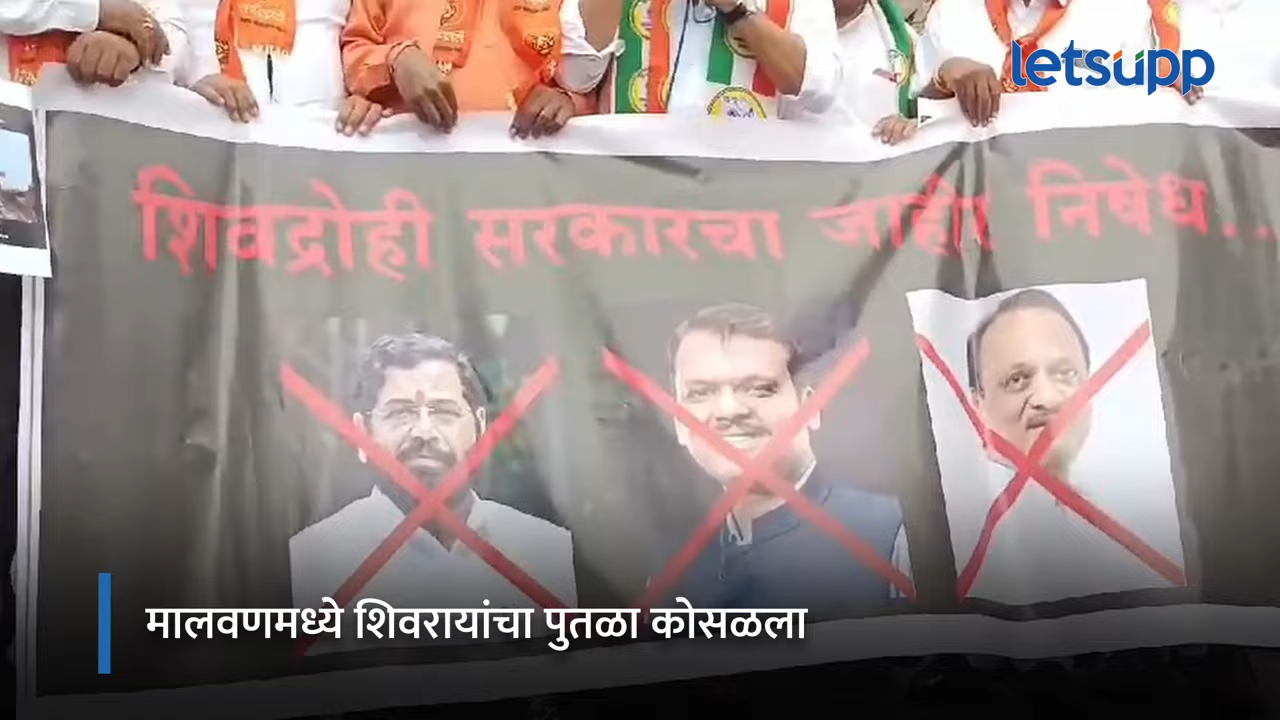 letsupp
शिवद्रोही सरकारचा जाहीर निषेध...
मालवणमध्ये शिवरायांचा पुतळा कोसळला